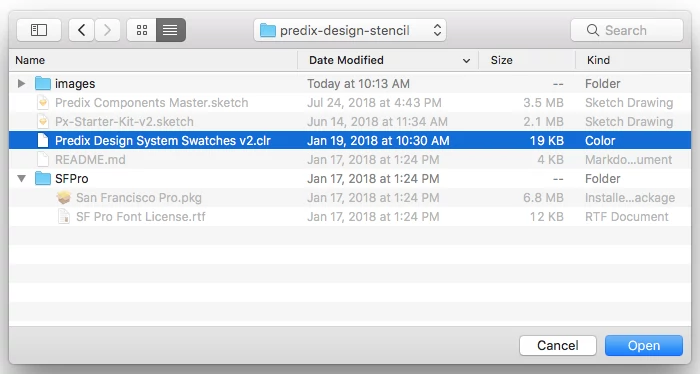 predix-design-stencil
Search
Name Date Modified Size Kind
images Today at 10:13 AM -- Folder
Predix Components Master.sketch Jul 24, 2018 at 4:43 PM 3.5 MB Sketch Drawing
Px-Starter-Kit-v2.sketch Jun 14, 2018 at 11:34 AM 2.1 MB Sketch Drawing
Predix Design System Swatches v2.clr Jan 19, 2018 at 10:30 AM 19 KB Color
README.md Jan 17, 2018 at 1:24 PM 4 KB Markdo...ument
SFPro Jan 17, 2018 at 1:24 PM -- Folder
San Francisco Pro.pkg Jan 17, 2018 at 1:24 PM 6.8 MB Installe...ackage
SF Pro Font License.rtf Jan 17, 2018 at 1:24 PM 12 KB RTF Document
Cancel Open